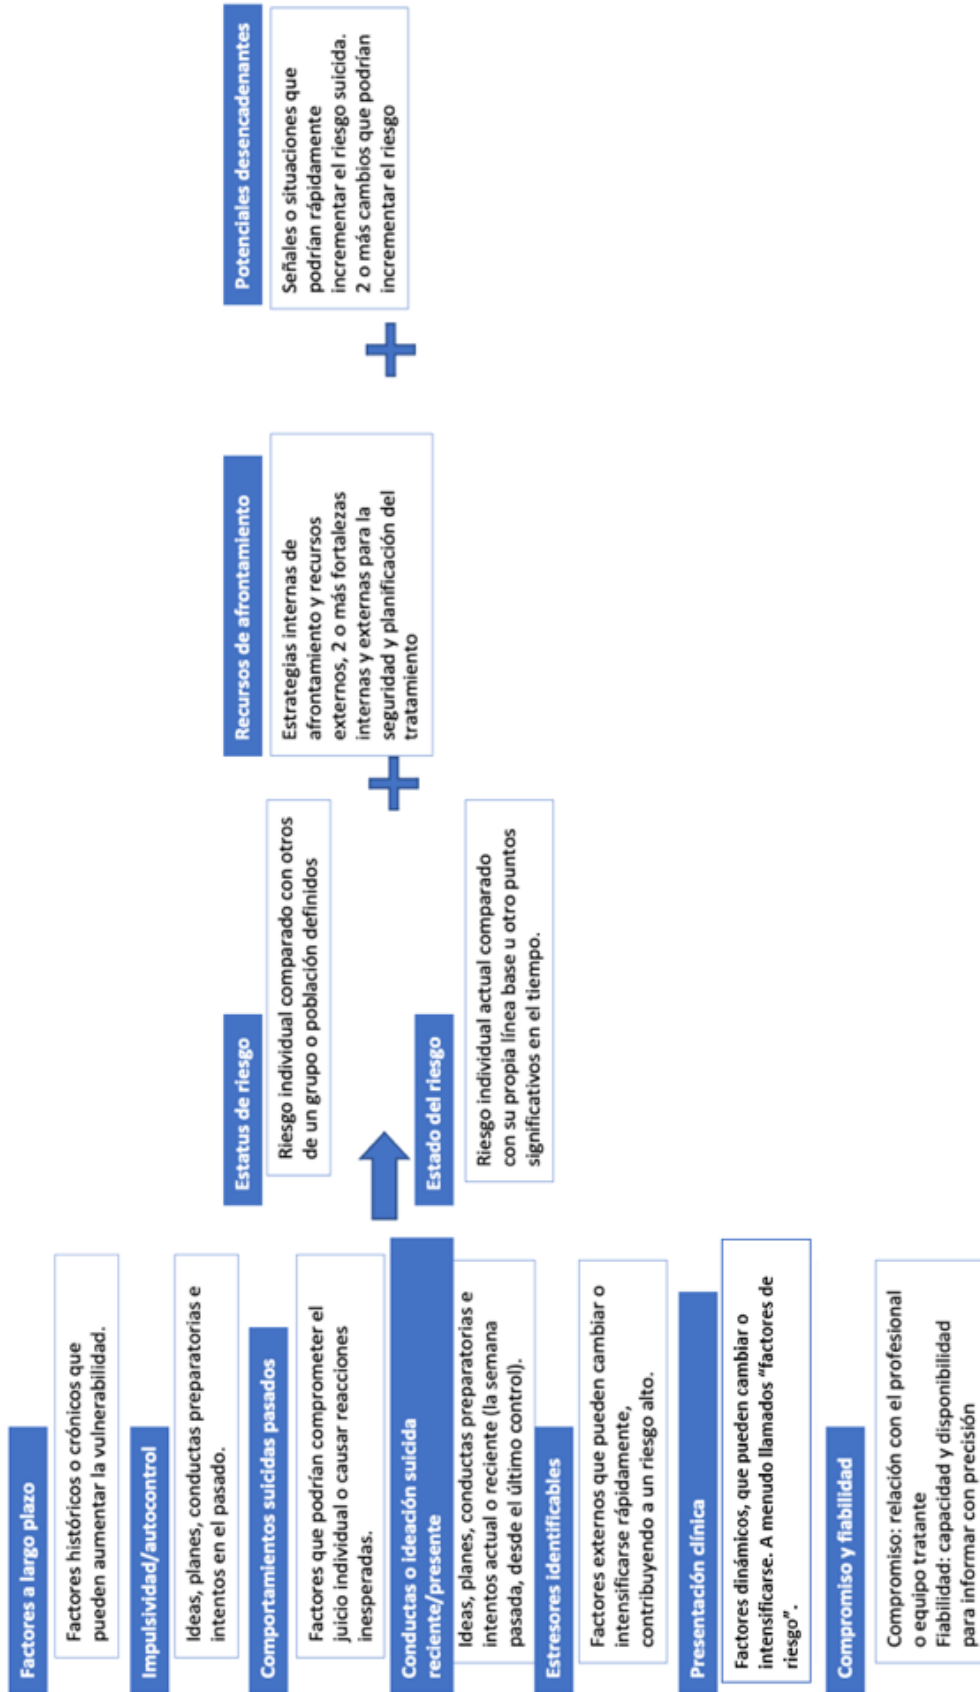 Factores a largo plazo
Factores históricos o crónicos que
pueden aumentar la vulnerabilidad.
Impulsividad/autocontrol
Ideas, planes, conductas preparatorias e
intentos en el pasado.
Comportamientos suicidas pasados
Factores que podrían comprometer el
juicio individual o causar reacciones
inesperadas.
Conductas o ideación suicida
reciente/presente
Ideas, planes, conductas preparatorias e
intentos actual o reciente (la semana
pasada, desde el último control).
Estresores identificables
Factores externos que pueden cambiar o
intensificarse rápidamente,
contribuyendo a un riesgo alto.
Presentación clínica
Factores dinámicos, que pueden cambiar o
intensificarse. A menudo llamados “factores de
riesgo”.
Compromiso y fiabilidad
Compromiso: relación con el profesional
o equipo tratante
Fiabilidad: capacidad y disponibilidad
para informar con precisión
Estatus de riesgo
Riesgo individual comparado con otros
de un grupo o población definidos
Estado del riesgo
Riesgo individual actual comparado
con su propia línea base u otro puntos
significativos en el tiempo.
Recursos de afrontamiento
Estrategias internas de
afrontamiento y recursos
externos, 2 o más fortalezas
internas y externas para la
seguridad y planificación del
tratamiento
Potenciales desencadenantes
Señales o situaciones que
podrían rápidamente
incrementar el riesgo suicida.
2 o más cambios que podrían
incrementar el riesgo